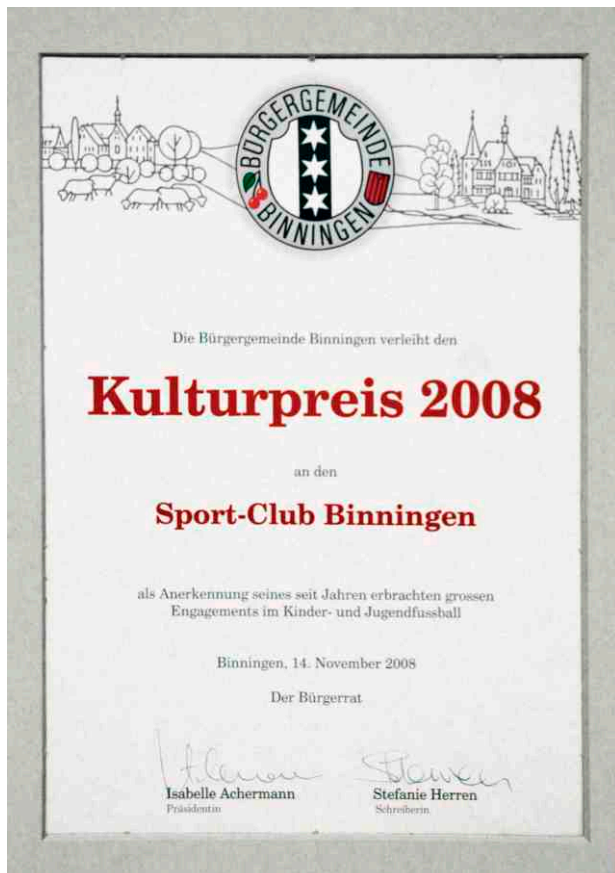 BÜRGERGEMEINDE
BINNINGEN
Die Bürgergemeinde Binningen verleiht den
Kulturpreis 2008
an den
Sport-Club Binningen
als Anerkennung seines seit Jahren erbrachten grossen
Engagements im Kinder- und Jugendfussball
Binningen, 14. November 2008
Der Bürgerrat
Isabelle Achermann
Präsidentin
Stefanie Herren
Schreiberin